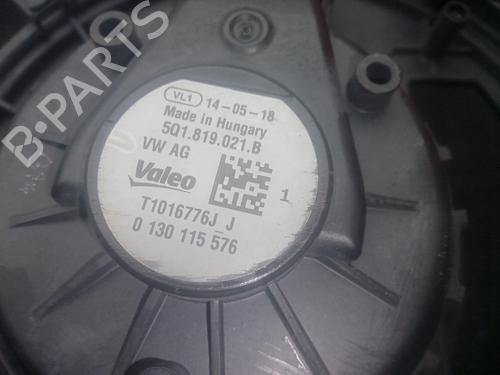 VL1 14-05-18
Made in Hungary
5Q1.819.021.B
VW AG
Valeo
1
T1016776J_J
0 130 115 576
B-PARTS